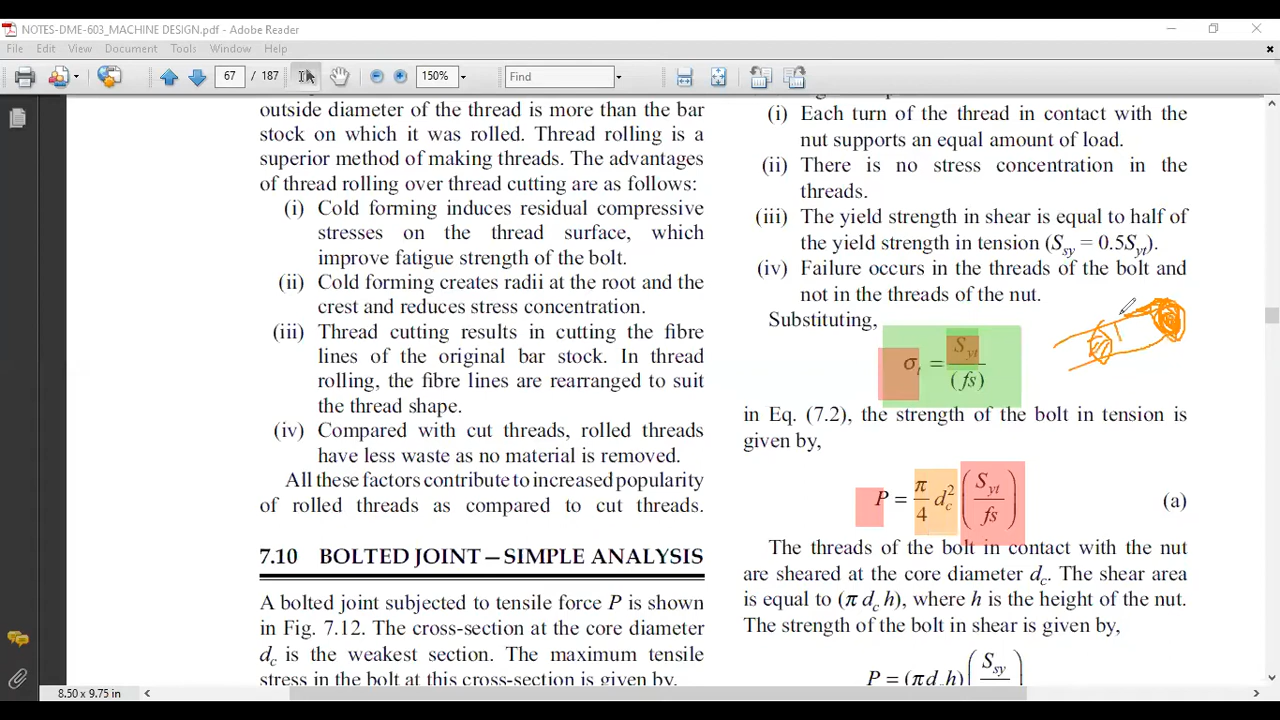 NOTES-DME-603_MACHINE DESIGN.pdf - Adobe Reader
File Edit View Document Tools Window Help
67 / 187 150% Find
outside diameter of the thread is more than the bar
stock on which it was rolled. Thread rolling is a
superior method of making threads. The advantages
of thread rolling over thread cutting are as follows:
(i) Cold forming induces residual compressive
stresses on the thread surface, which
improve fatigue strength of the bolt.
(ii) Cold forming creates radii at the root and the
crest and reduces stress concentration.
(iii) Thread cutting results in cutting the fibre
lines of the original bar stock. In thread
rolling, the fibre lines are rearranged to suit
the thread shape.
(iv) Compared with cut threads, rolled threads
have less waste as no material is removed.
All these factors contribute to increased popularity
of rolled threads as compared to cut threads.
7.10 BOLTED JOINT—SIMPLE ANALYSIS
A bolted joint subjected to tensile force P is shown
in Fig. 7.12. The cross-section at the core diameter
d_c is the weakest section. The maximum tensile
stress in the bolt at this cross-section is given by,
(i) Each turn of the thread in contact with the
nut supports an equal amount of load.
(ii) There is no stress concentration in the
threads.
(iii) The yield strength in shear is equal to half of
the yield strength in tension (S_sy = 0.5S_yt).
(iv) Failure occurs in the threads of the bolt and
not in the threads of the nut.
Substituting,
σ_t = S_yt / (fs)
in Eq. (7.2), the strength of the bolt in tension is
given by,
P = π/4 d_c^2 (S_yt / fs) (a)
The threads of the bolt in contact with the nut
are sheared at the core diameter d_c. The shear area
is equal to (π d_c h), where h is the height of the nut.
The strength of the bolt in shear is given by,
P = (πd_c h) (S_sy
8.50 x 9.75 in